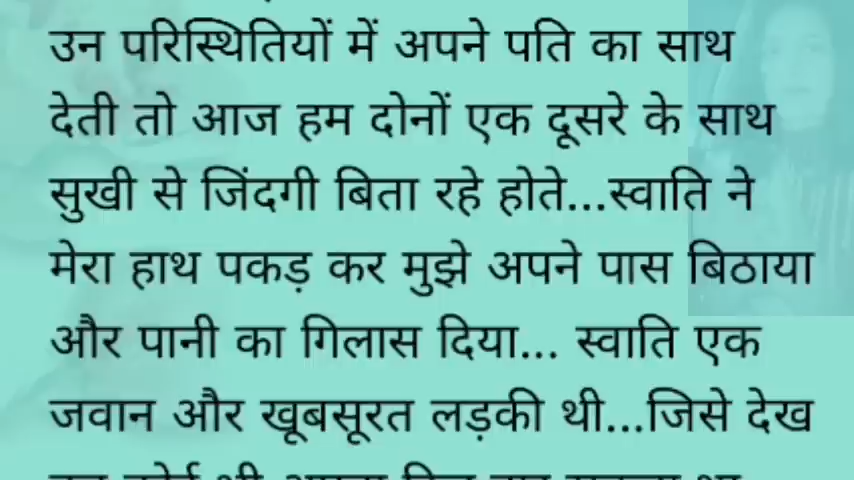 उन परिस्थितियों में अपने पति का साथ
देती तो आज हम दोनों एक दूसरे के साथ
सुखी से जिंदगी बिता रहे होते...स्वाति ने
मेरा हाथ पकड़ कर मुझे अपने पास बिठाया
और पानी का गिलास दिया... स्वाति एक
जवान और खूबसूरत लड़की थी...जिसे देख